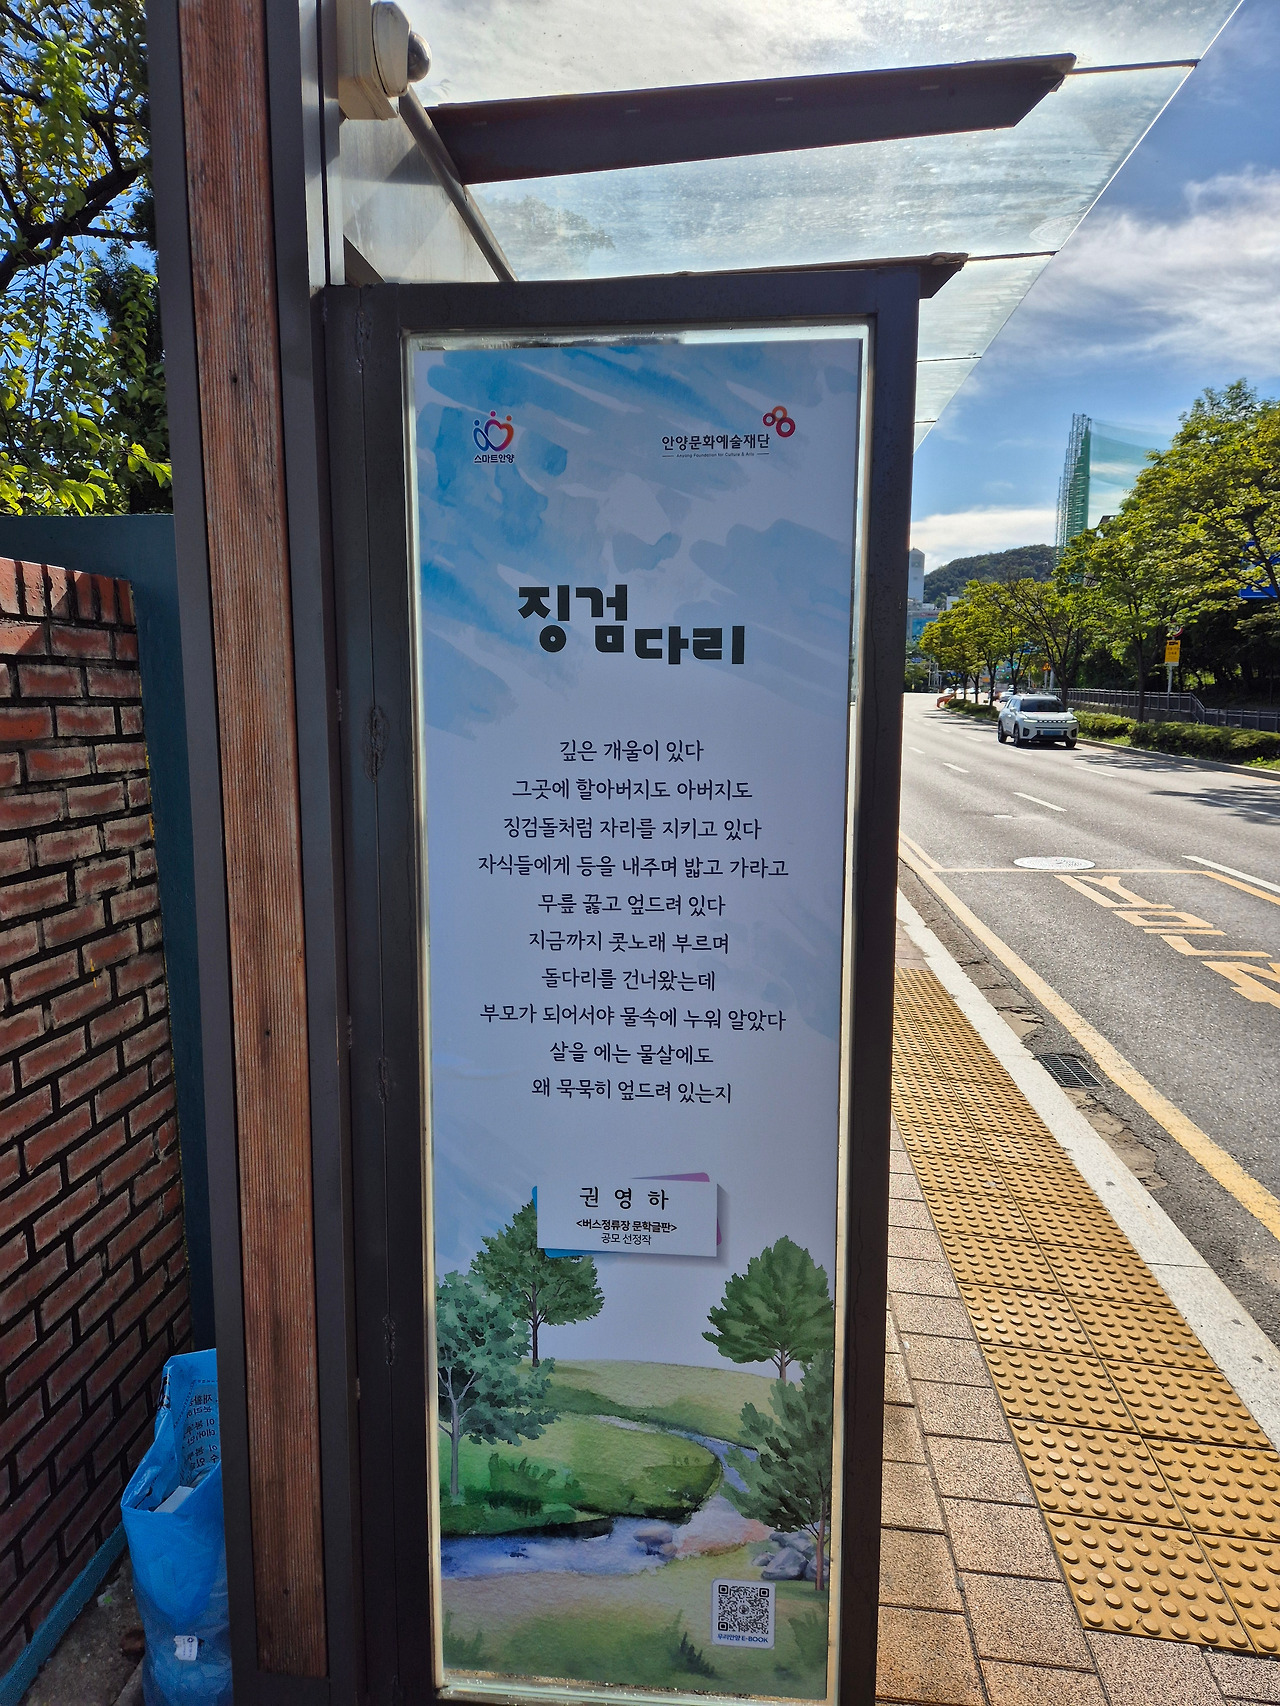 스마트안양
안양문화예술재단
Anyang Foundation for Culture & Arts
징검다리
깊은 개울이 있다
그곳에 할아버지도 아버지도
징검돌처럼 자리를 지키고 있다
자식들에게 등을 내주며 밟고 가라고
무릎 꿇고 엎드려 있다
지금까지 콧노래 부르며
돌다리를 건너왔는데
부모가 되어서야 물속에 누워 알았다
살을 에는 물살에도
왜 묵묵히 엎드려 있는지
권영하
<버스정류장 문학글판>
공모 선정작
우리안양 E-BOOK